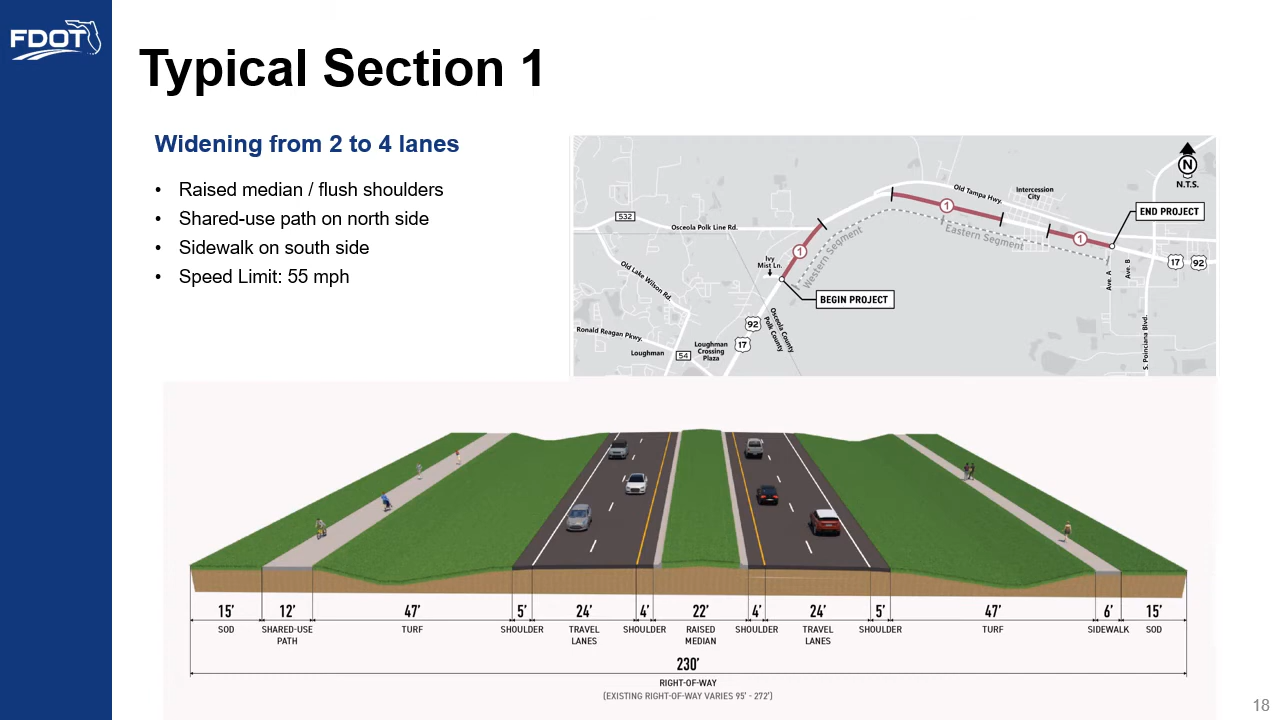 FDOT
Typical Section 1
Widening from 2 to 4 lanes
• Raised median / flush shoulders
• Shared-use path on north side
• Sidewalk on south side
• Speed Limit: 55 mph
N
N.T.S.
Old Tampa Hwy.
Intercession
City
1
END PROJECT
532
Osceola Polk Line Rd.
Eastern Segment
1
17
92
1
Western Segment
Ivy
Mist Ln.
Ave. A
Ave. B
Old Lake Wilson Rd.
BEGIN PROJECT
Osceola County
Polk County
92
17
Ronald Reagan Pkwy.
Loughman
54
Loughman
Crossing
Plaza
S. Poinciana Blvd.
15’ 12’ 47’ 5’ 24’ 4’ 22’ 4’ 24’ 5’ 47’ 6’ 15’
SOD SHARED-USE TURF SHOULDER TRAVEL SHOULDER RAISED SHOULDER TRAVEL SHOULDER TURF SIDEWALK SOD
PATH LANES MEDIAN LANES
230’
RIGHT-OF-WAY
(EXISTING RIGHT-OF-WAY VARIES 95’ - 272’)
18